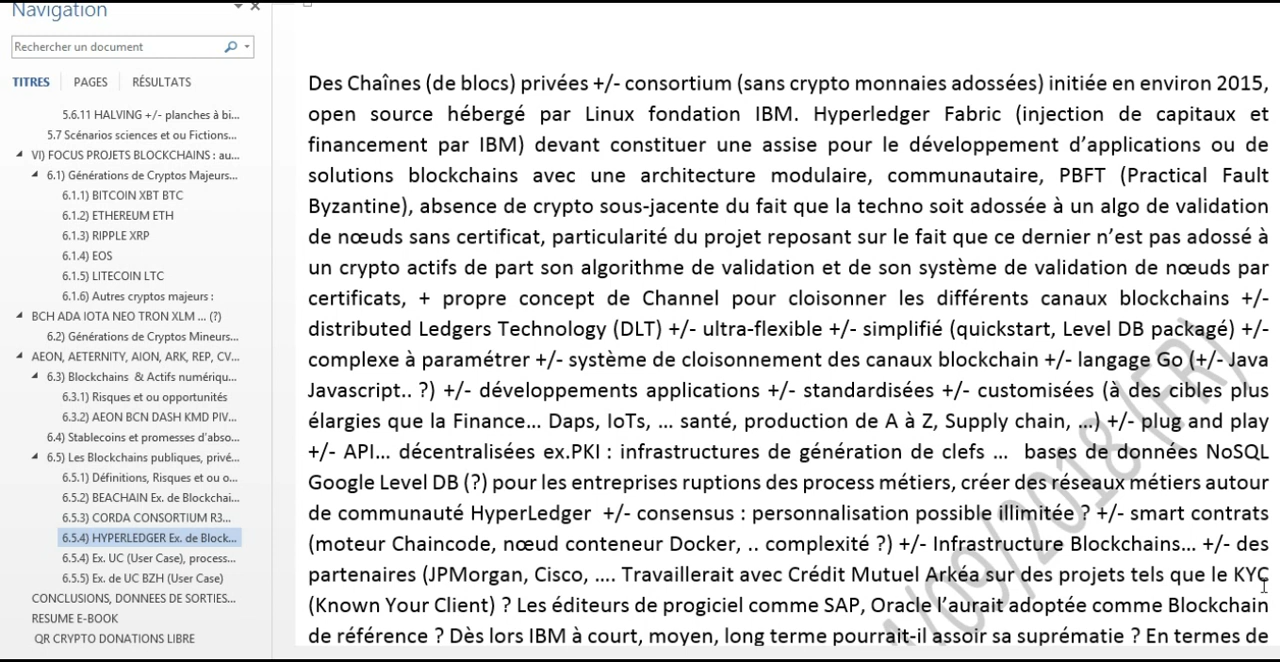 Navigation
Rechercher un document
TITRES PAGES RÉSULTATS
5.6.11 HALVING +/- planches à bi...
5.7 Scénarios sciences et ou Fictions...
VI) FOCUS PROJETS BLOCKCHAINS : au...
6.1) Générations de Cryptos Majeurs...
6.1.1) BITCOIN XBT BTC
6.1.2) ETHEREUM ETH
6.1.3) RIPPLE XRP
6.1.4) EOS
6.1.5) LITECOIN LTC
6.1.6) Autres cryptos majeurs :
BCH ADA IOTA NEO TRON XLM ... (?)
6.2) Générations de Cryptos Mineurs...
AEON, AETERNITY, AION, ARK, REP, CV...
6.3) Blockchains & Actifs numériqu...
6.3.1) Risques et ou opportunités
6.3.2) AEON BCN DASH KMD PIV...
6.4) Stablecoins et promesses d'abso...
6.5) Les Blockchains publiques, privé...
6.5.1) Définitions, Risques et ou o...
6.5.2) BEACHAIN Ex. de Blockchai...
6.5.3) CORDA CONSORTIUM R3...
6.5.4) HYPERLEDGER Ex. de Block...
6.5.4) Ex. UC (User Case), process...
6.5.5) Ex. de UC BZH (User Case)
CONCLUSIONS, DONNEES DE SORTIES...
RESUME E-BOOK
QR CRYPTO DONATIONS LIBRE
Des Chaînes (de blocs) privées +/- consortium (sans crypto monnaies adossées) initiée en environ 2015,
open source hébergé par Linux fondation IBM. Hyperledger Fabric (injection de capitaux et
financement par IBM) devant constituer une assise pour le développement d’applications ou de
solutions blockchains avec une architecture modulaire, communautaire, PBFT (Practical Fault
Byzantine), absence de crypto sous-jacente du fait que la techno soit adossée à un algo de validation
de nœuds sans certificat, particularité du projet reposant sur le fait que ce dernier n’est pas adossé à
un crypto actifs de part son algorithme de validation et de son système de validation de nœuds par
certificats, + propre concept de Channel pour cloisonner les différents canaux blockchains +/-
distributed Ledgers Technology (DLT) +/- ultra-flexible +/- simplifié (quickstart, Level DB packagé) +/-
complexe à paramétrer +/- système de cloisonnement des canaux blockchain +/- langage Go (+/- Java
Javascript.. ?) +/- développements applications +/- standardisées +/- customisées (à des cibles plus
élargies que la Finance... Daps, IoTs, ... santé, production de A à Z, Supply chain, ...) +/- plug and play
+/- API... décentralisées ex.PKI : infrastructures de génération de clefs ... bases de données NoSQL
Google Level DB (?) pour les entreprises ruptions des process métiers, créer des réseaux métiers autour
de communauté HyperLedger +/- consensus : personnalisation possible illimitée ? +/- smart contrats
(moteur Chaincode, nœud conteneur Docker, .. complexité ?) +/- Infrastructure Blockchains... +/- des
partenaires (JPMorgan, Cisco, .... Travaillerait avec Crédit Mutuel Arkéa sur des projets tels que le KYC
(Known Your Client) ? Les éditeurs de progiciel comme SAP, Oracle l’aurait adoptée comme Blockchain
de référence ? Dès lors IBM à court, moyen, long terme pourrait-il assoir sa suprématie ? En termes de
/09/2018 (FR)